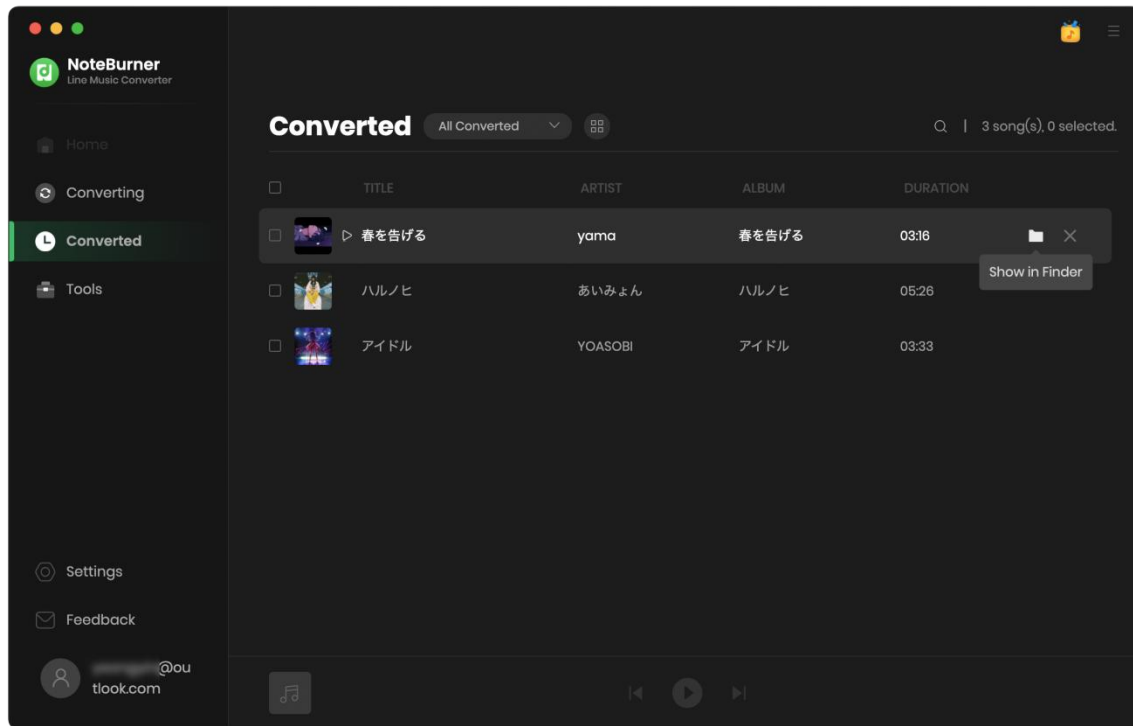 NoteBurner
Line Music Converter
Home
Converting
Converted
Tools
Settings
Feedback
@ou
tlook.com
Converted
All Converted
3 song(s), 0 selected.
TITLE ARTIST ALBUM DURATION
春を告げる yama 春を告げる 03:16
Show in Finder
ハルノヒ あいみょん ハルノヒ 05:26
アイドル YOASOBI アイドル 03:33